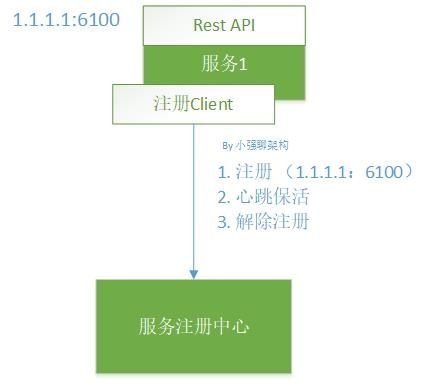 1.1.1.1:6100
Rest API
服务1
注册Client
By 小强聊架构
1. 注册 （1.1.1.1：6100）
2. 心跳保活
3. 解除注册
服务注册中心